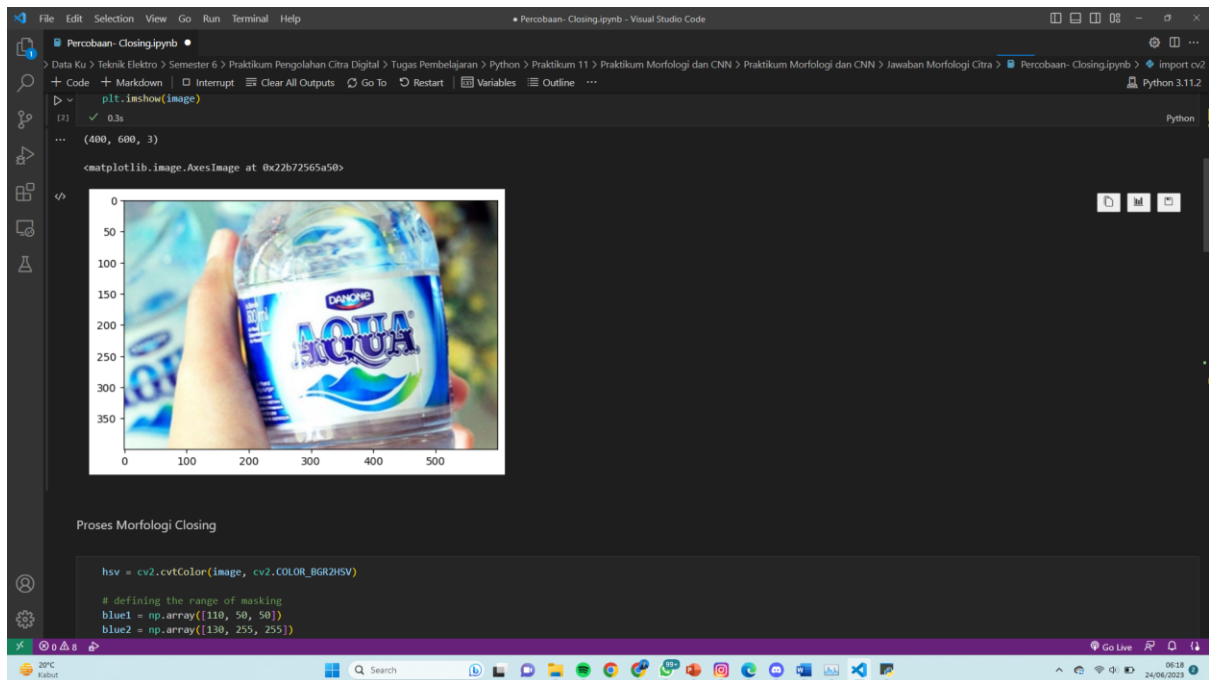 File Edit Selection View Go Run Terminal Help
● Percobaan- Closing.ipynb - Visual Studio Code
Percobaan- Closing.ipynb ●
> Data Ku > Teknik Elektro > Semester 6 > Praktikum Pengolahan Citra Digital > Tugas Pembelajaran > Python > Praktikum 11 > Praktikum Morfologi dan CNN > Praktikum Morfologi dan CNN > Jawaban Morfologi Citra > Percobaan- Closing.ipynb > import cv2
+ Code + Markdown | Interrupt Clear All Outputs Go To Restart | Variables Outline ...
Python 3.11.2
plt.imshow(image)
[2] ✓ 0.3s
Python
... (400, 600, 3)
<matplotlib.image.AxesImage at 0x22b72565a50>
0
50
100
150
200
250
300
350
0 100 200 300 400 500
DANONE
AQUA
600 ml
Proses Morfologi Closing
hsv = cv2.cvtColor(image, cv2.COLOR_BGR2HSV)
# defining the range of masking
blue1 = np.array([110, 50, 50])
blue2 = np.array([130, 255, 255])
0 8
Go Live
20°C
Kabut
Search
99+
06:18
24/06/2023
2